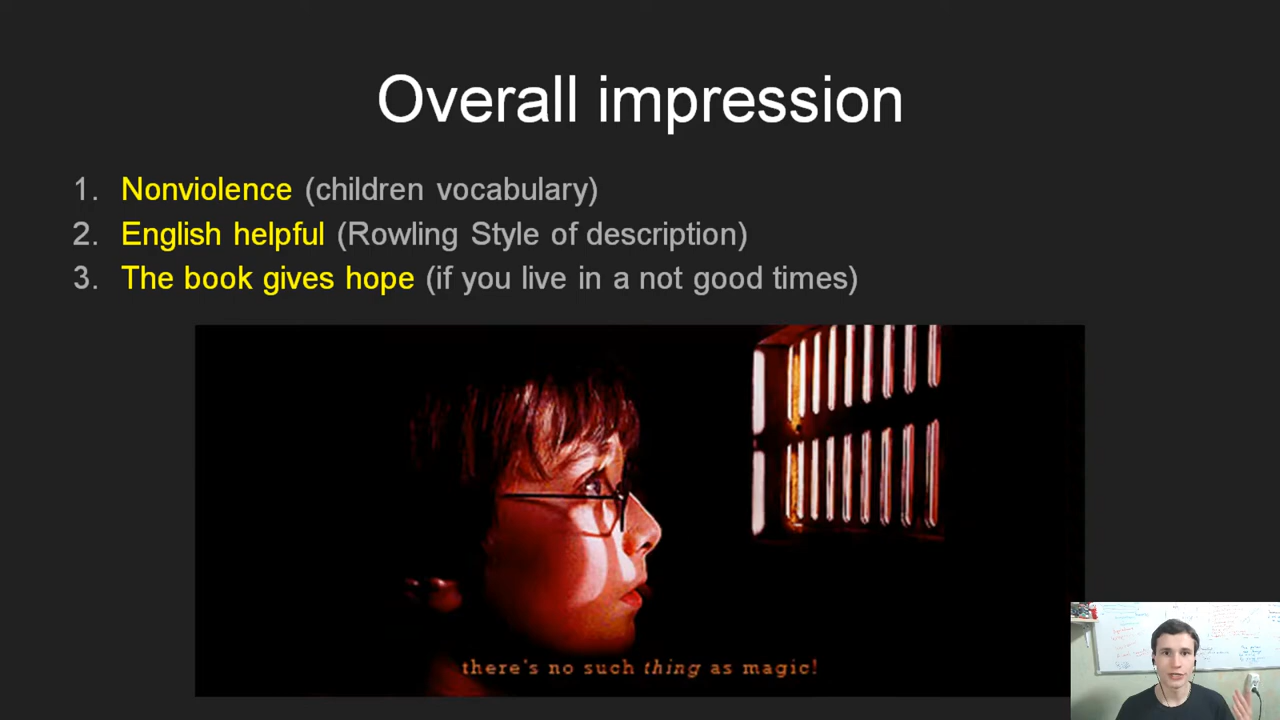 Overall impression
1. Nonviolence (children vocabulary)
2. English helpful (Rowling Style of description)
3. The book gives hope (if you live in a not good times)
there's no such thing as magic!